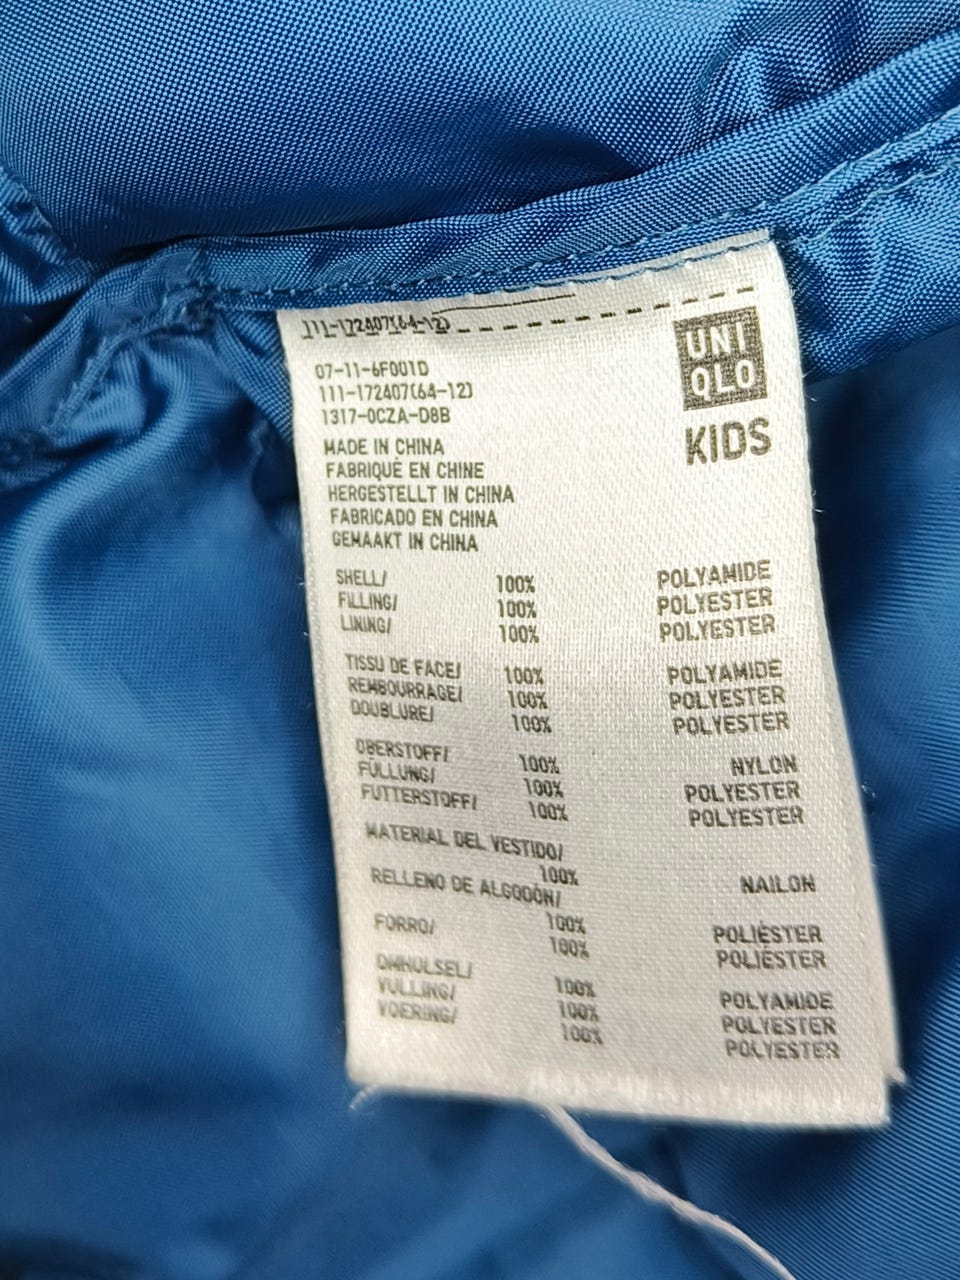 111-172407(64-12)
UNI
QLO
KIDS
07-11-6F001D
111-172407(64-12)
1317-0CZA-D8B
MADE IN CHINA
FABRIQUÉ EN CHINE
HERGESTELLT IN CHINA
FABRICADO EN CHINA
GEMAAKT IN CHINA
SHELL/ 100% POLYAMIDE
FILLING/ 100% POLYESTER
LINING/ 100% POLYESTER
TISSU DE FACE/ 100% POLYAMIDE
REMBOURRAGE/ 100% POLYESTER
DOUBLURE/ 100% POLYESTER
OBERSTOFF/ 100% NYLON
FÜLLUNG/ 100% POLYESTER
FUTTERSTOFF/ 100% POLYESTER
MATERIAL DEL VESTIDO/
100% NAILON
RELLENO DE ALGODÓN/
100% POLIÉSTER
FORRO/ 100% POLIÉSTER
OMHULSEL/ 100% POLYAMIDE
VULLING/ 100% POLYESTER
VOERING/ 100% POLYESTER